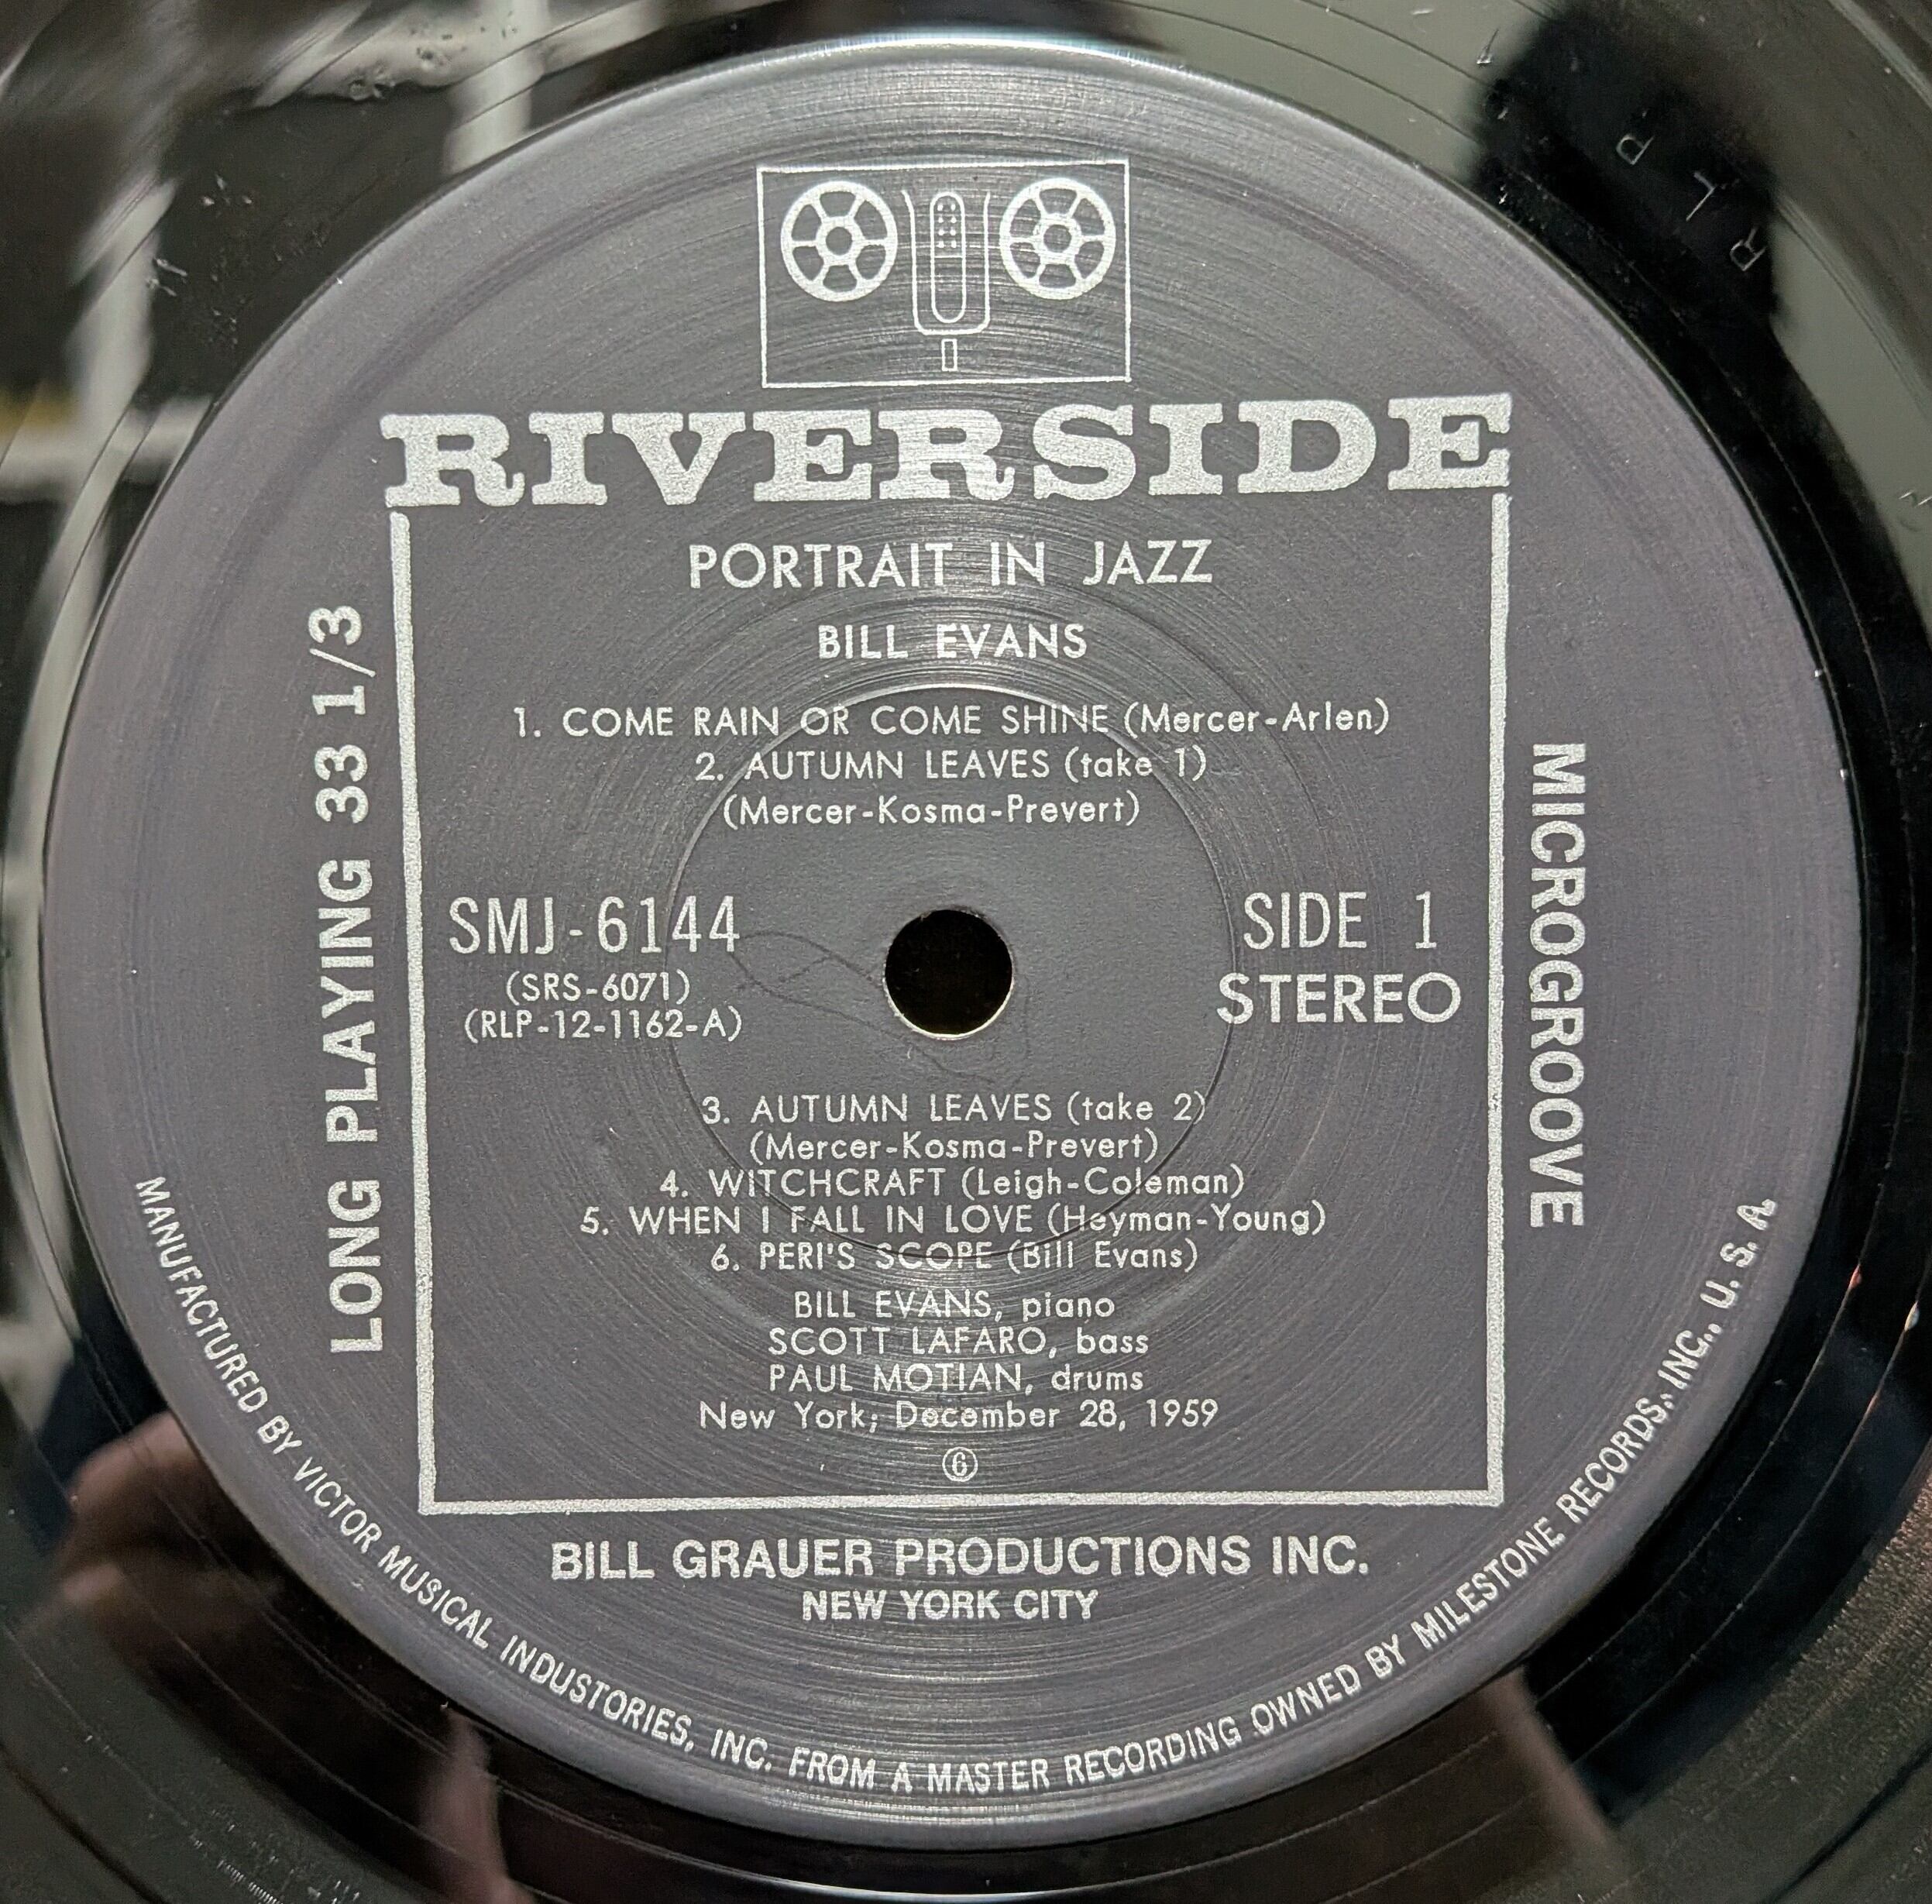 RIVERSIDE
PORTRAIT IN JAZZ
BILL EVANS
1. COME RAIN OR COME SHINE (Mercer-Arlen)
2. AUTUMN LEAVES (take 1)
(Mercer-Kosma-Prevert)
LONG PLAYING 33 1/3
MICROGROOVE
SMJ-6144
(SRS-6071)
(RLP-12-1162-A)
SIDE 1
STEREO
3. AUTUMN LEAVES (take 2)
(Mercer-Kosma-Prevert)
4. WITCHCRAFT (Leigh-Coleman)
5. WHEN I FALL IN LOVE (Heyman-Young)
6. PERI'S SCOPE (Bill Evans)
BILL EVANS, piano
SCOTT LAFARO, bass
PAUL MOTIAN, drums
New York; December 28, 1959
6
BILL GRAUER PRODUCTIONS INC.
NEW YORK CITY
MANUFACTURED BY VICTOR MUSICAL INDUSTORIES, INC. FROM A MASTER RECORDING OWNED BY MILESTONE RECORDS, INC., U. S. A.
R L P